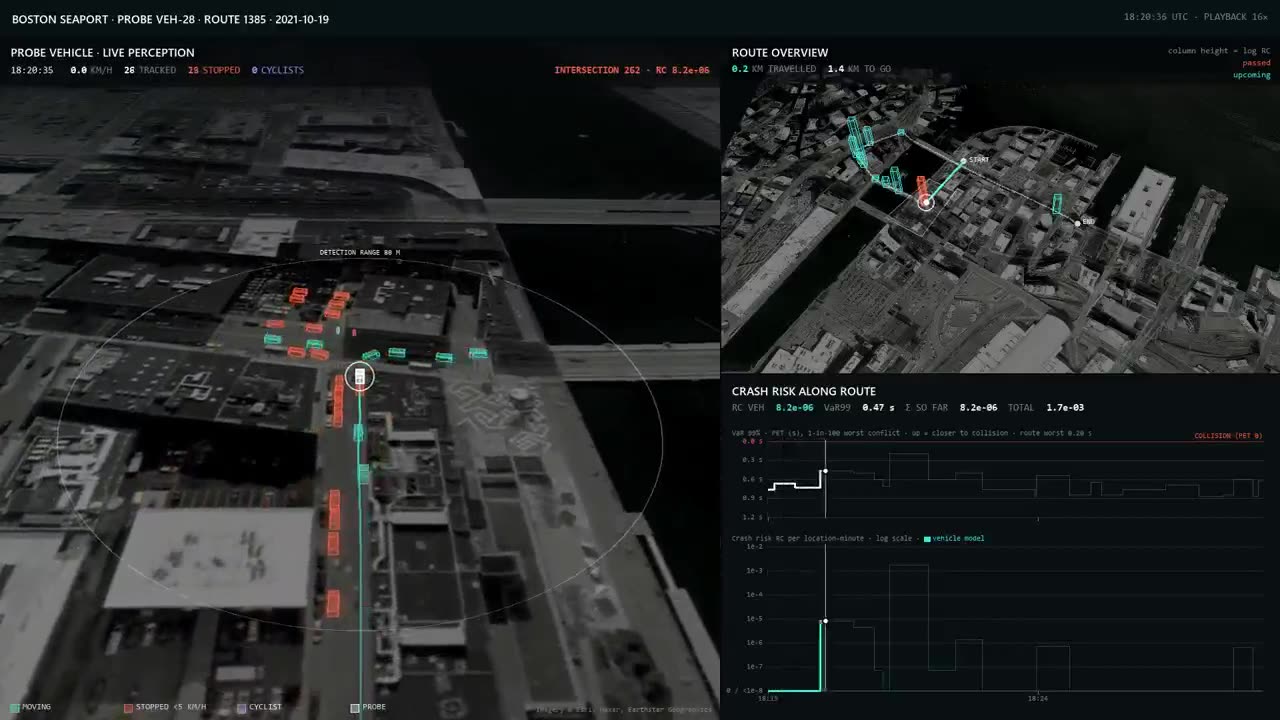 BOSTON SEAPORT · PROBE VEH-28 · ROUTE 1385 · 2021-10-19
18:20:36 UTC · PLAYBACK 16×
PROBE VEHICLE · LIVE PERCEPTION
18:20:35 0.0 KM/H 26 TRACKED STOPPED 0 CYCLISTS
INTERSECTION 262 · RC 8.2e-06
DETECTION RANGE 80 M
MOVING
STOPPED <5 KM/H
CYCLIST
PROBE
Imagery © Esri, Maxar, Earthstar Geographics
ROUTE OVERVIEW
0.2 KM TRAVELLED 1.4 KM TO GO
column height = log RC
passed
upcoming
START
END
CRASH RISK ALONG ROUTE
RC VEH 8.2e-06 VaR99 0.47 s Σ SO FAR 8.2e-06 TOTAL 1.7e-03
VaR 99% · PET (s), 1-in-100 worst conflict · up = closer to collision · route worst 0.20 s
COLLISION (PET 0)
0.0 s
0.3 s
0.6 s
0.9 s
1.2 s
Crash risk RC per location-minute · log scale · vehicle model
1e-2
1e-3
1e-4
1e-5
1e-6
1e-7
0 / <1e-8
18:19
18:24